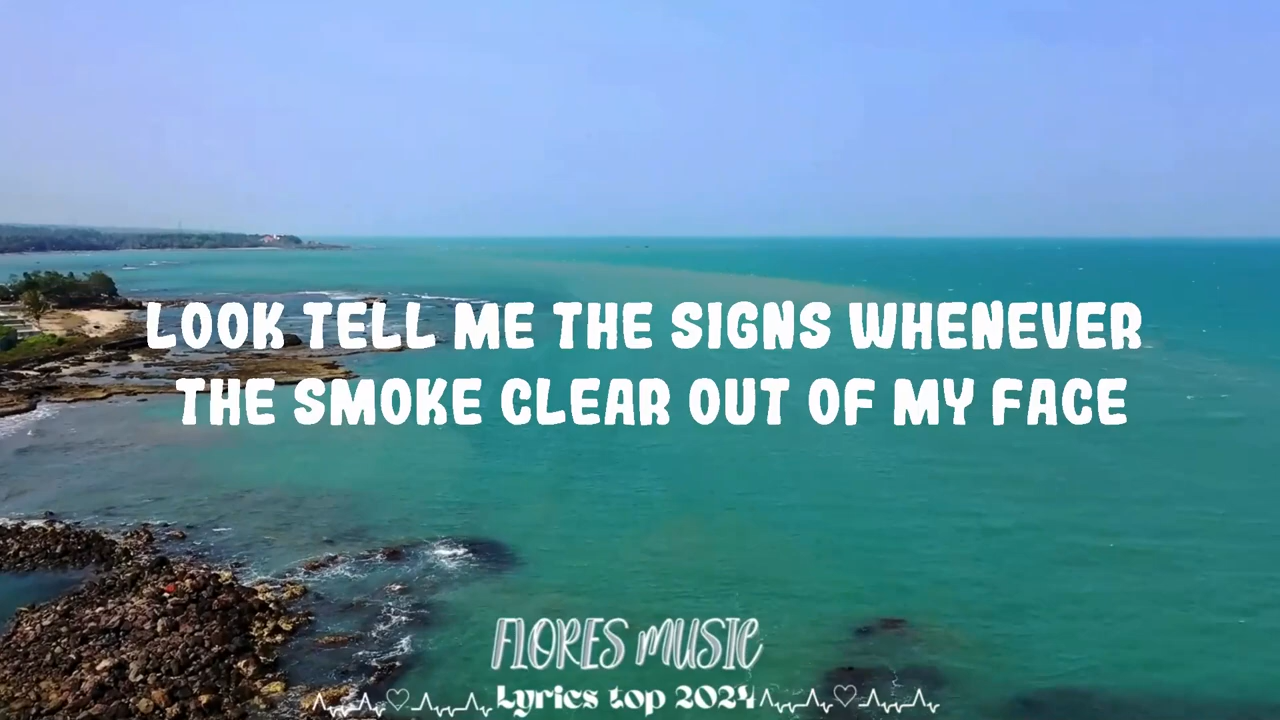 LOOK TELL ME THE SIGNS WHENEVER
THE SMOKE CLEAR OUT OF MY FACE
FLORES MUSIC
Lyrics top 2024